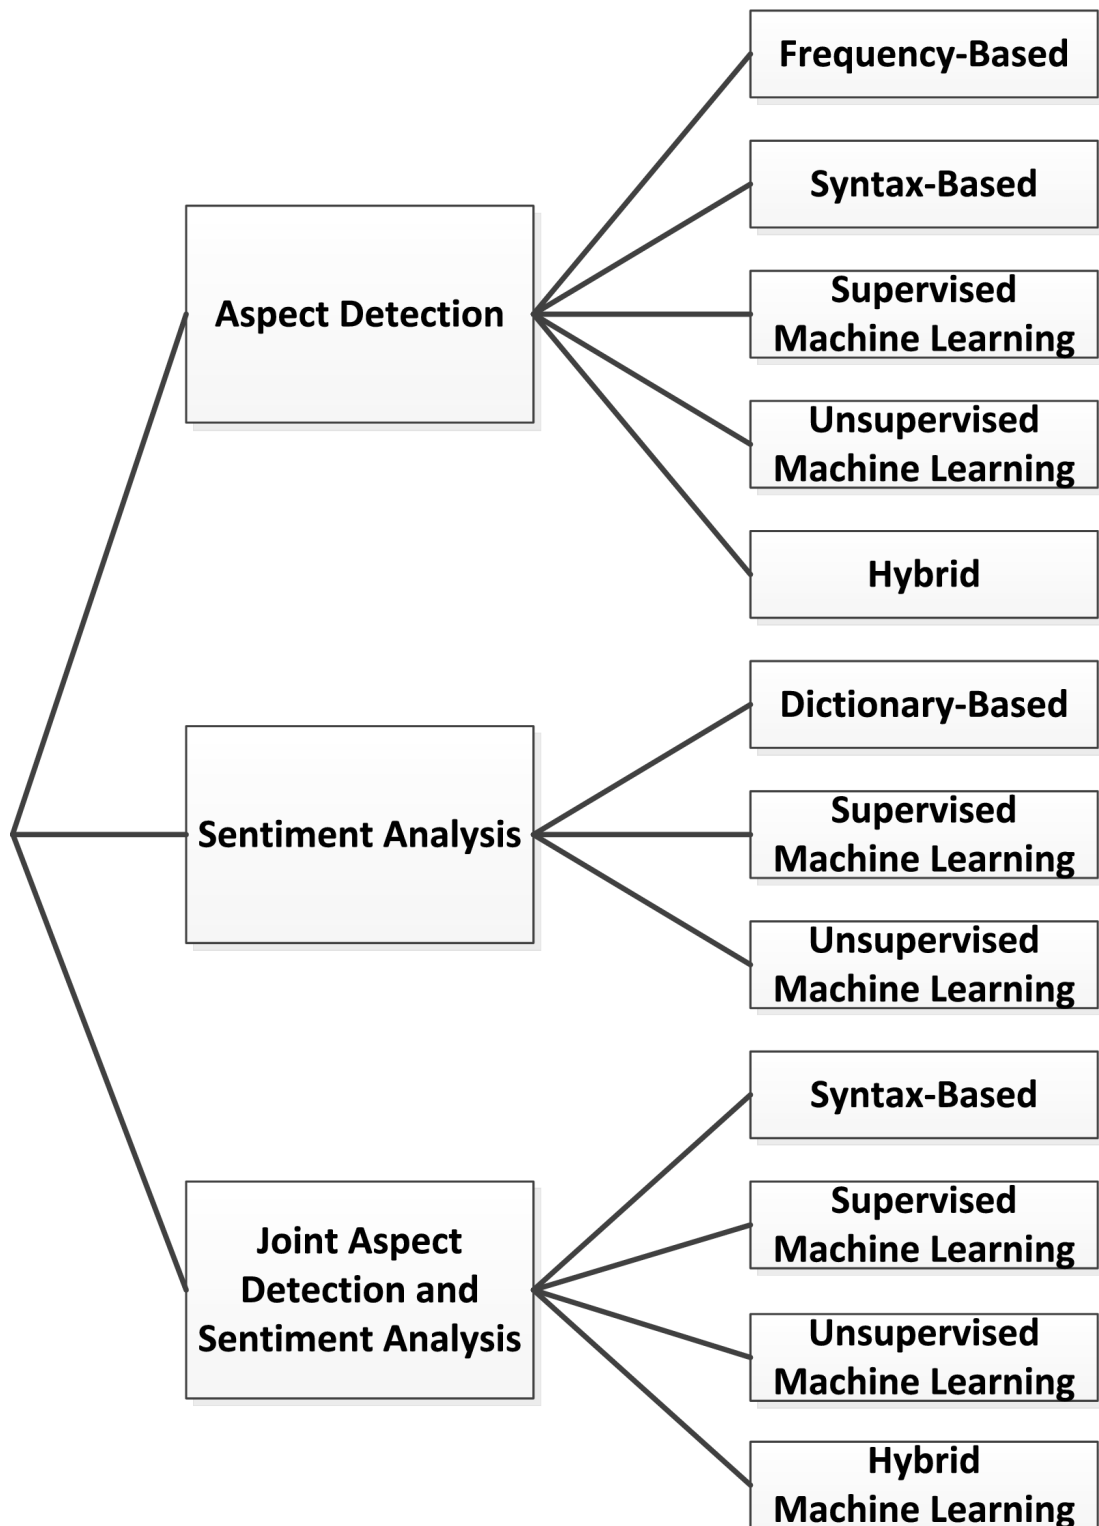 Frequency-Based
Syntax-Based
Aspect Detection
Supervised
Machine Learning
Unsupervised
Machine Learning
Hybrid
Dictionary-Based
Sentiment Analysis
Supervised
Machine Learning
Unsupervised
Machine Learning
Joint Aspect
Detection and
Sentiment Analysis
Syntax-Based
Supervised
Machine Learning
Unsupervised
Machine Learning
Hybrid
Machine Learning